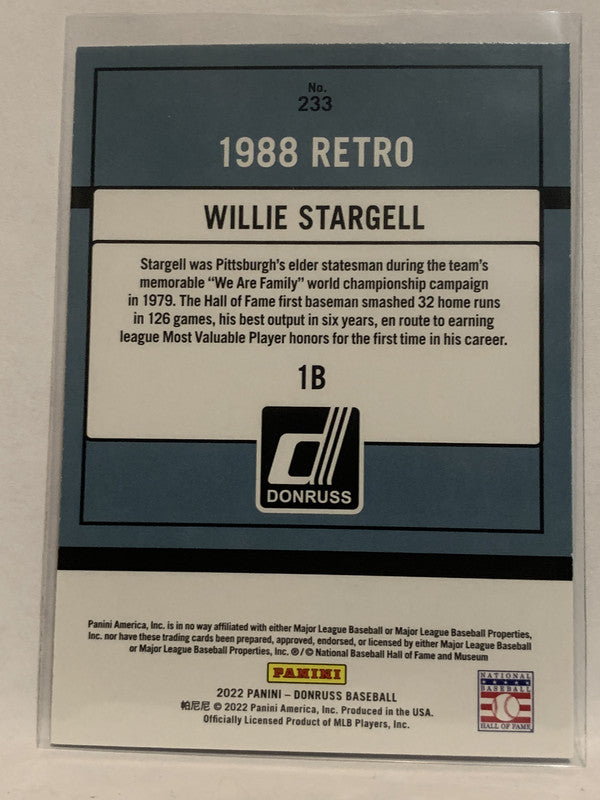 No.
233
1988 RETRO
WILLIE STARGELL
Stargell was Pittsburgh's elder statesman during the team's
memorable "We Are Family" world championship campaign
in 1979. The Hall of Fame first baseman smashed 32 home runs
in 126 games, his best output in six years, en route to earning
league Most Valuable Player honors for the first time in his career.
1B
d
DONRUSS
Panini America, Inc. is in no way affiliated with either Major League Baseball or Major League Baseball Properties,
Inc. nor have these trading cards been prepared, approved, endorsed, or licensed by either Major League Baseball
or Major League Baseball Properties, Inc. ®/© National Baseball Hall of Fame and Museum
PANINI
2022 PANINI – DONRUSS BASEBALL
帕尼尼 © 2022 Panini America, Inc. Produced in the USA.
Officially Licensed Product of MLB Players, Inc.
NATIONAL
BASEBALL
HALL OF FAME